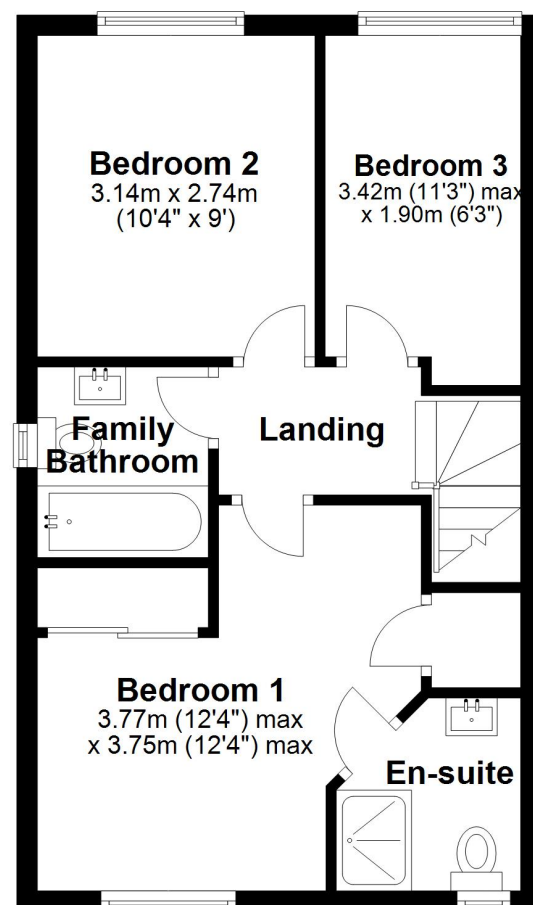 Bedroom 2
3.14m x 2.74m
(10'4" x 9')
Bedroom 3
3.42m (11'3") max
x 1.90m (6'3")
Family
Bathroom
Landing
Bedroom 1
3.77m (12'4") max
x 3.75m (12'4") max
En-suite